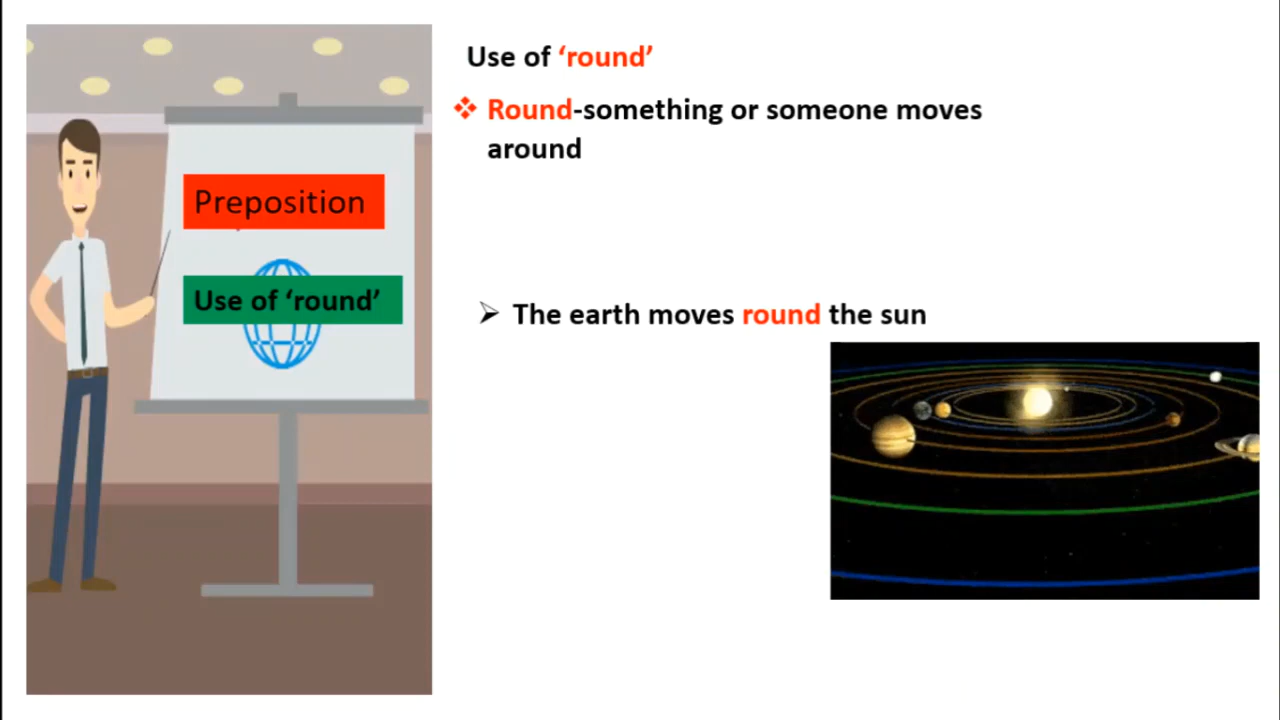 Preposition
Use of ‘round’
Use of ‘round’
Round-something or someone moves
around
The earth moves round the sun